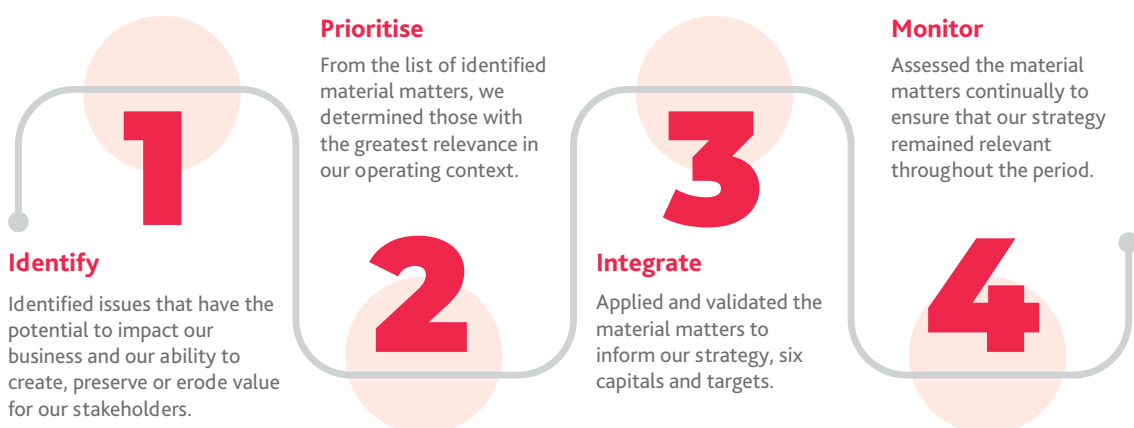 1
Identify
Identified issues that have the
potential to impact our
business and our ability to
create, preserve or erode value
for our stakeholders.
Prioritise
From the list of identified
material matters, we
determined those with
the greatest relevance in
our operating context.
2
3
Integrate
Applied and validated the
material matters to
inform our strategy, six
capitals and targets.
Monitor
Assessed the material
matters continually to
ensure that our strategy
remained relevant
throughout the period.
4